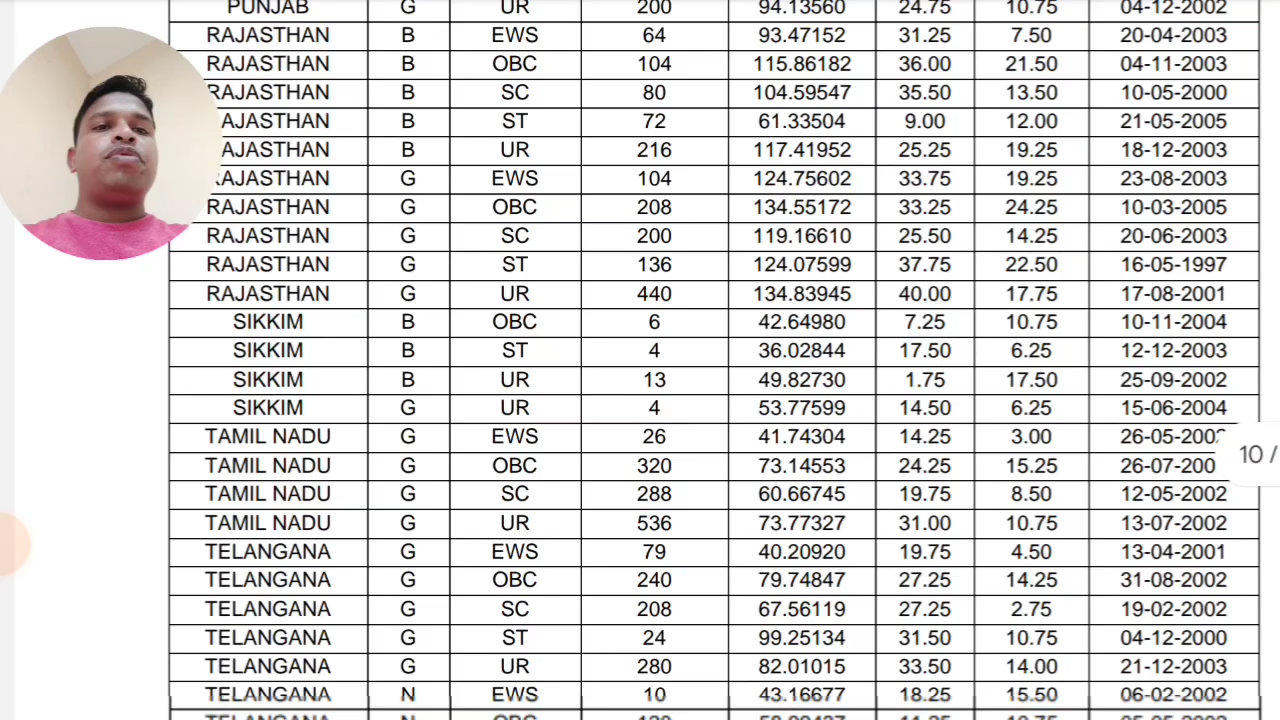 PUNJAB G UR 200 94.13560 24.75 10.75 04-12-2002
RAJASTHAN B EWS 64 93.47152 31.25 7.50 20-04-2003
RAJASTHAN B OBC 104 115.86182 36.00 21.50 04-11-2003
RAJASTHAN B SC 80 104.59547 35.50 13.50 10-05-2000
AJASTHAN B ST 72 61.33504 9.00 12.00 21-05-2005
AJASTHAN B UR 216 117.41952 25.25 19.25 18-12-2003
RAJASTHAN G EWS 104 124.75602 33.75 19.25 23-08-2003
RAJASTHAN G OBC 208 134.55172 33.25 24.25 10-03-2005
RAJASTHAN G SC 200 119.16610 25.50 14.25 20-06-2003
RAJASTHAN G ST 136 124.07599 37.75 22.50 16-05-1997
RAJASTHAN G UR 440 134.83945 40.00 17.75 17-08-2001
SIKKIM B OBC 6 42.64980 7.25 10.75 10-11-2004
SIKKIM B ST 4 36.02844 17.50 6.25 12-12-2003
SIKKIM B UR 13 49.82730 1.75 17.50 25-09-2002
SIKKIM G UR 4 53.77599 14.50 6.25 15-06-2004
TAMIL NADU G EWS 26 41.74304 14.25 3.00 26-05-200
10 /
TAMIL NADU G OBC 320 73.14553 24.25 15.25 26-07-200
TAMIL NADU G SC 288 60.66745 19.75 8.50 12-05-2002
TAMIL NADU G UR 536 73.77327 31.00 10.75 13-07-2002
TELANGANA G EWS 79 40.20920 19.75 4.50 13-04-2001
TELANGANA G OBC 240 79.74847 27.25 14.25 31-08-2002
TELANGANA G SC 208 67.56119 27.25 2.75 19-02-2002
TELANGANA G ST 24 99.25134 31.50 10.75 04-12-2000
TELANGANA G UR 280 82.01015 33.50 14.00 21-12-2003
TELANGANA N EWS 10 43.16677 18.25 15.50 06-02-2002
TELANGANA N OBC